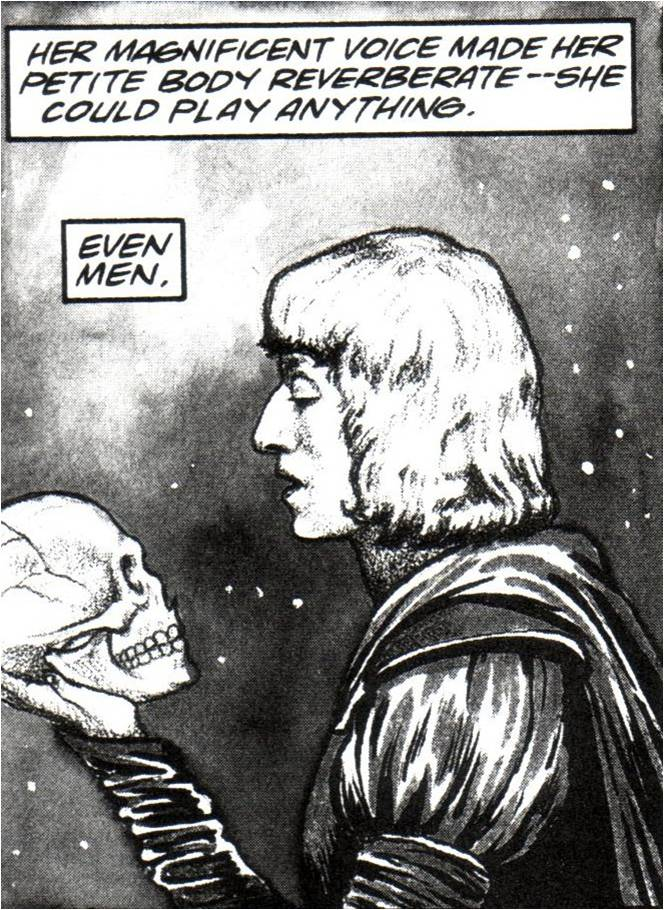 HER MAGNIFICENT VOICE MADE HER
PETITE BODY REVERBERATE--SHE
COULD PLAY ANYTHING.
EVEN
MEN.